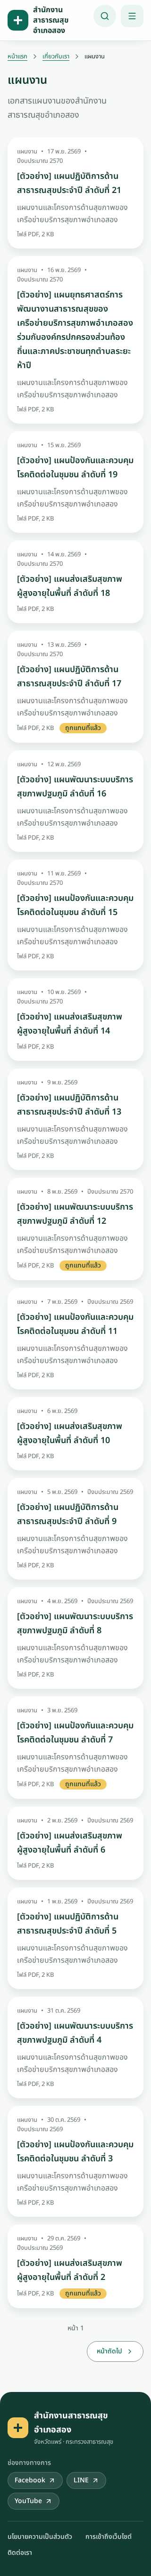 สำนักงาน
สาธารณสุข
อำเภอสอง
หน้าแรก
เกี่ยวกับเรา
แผนงาน
แผนงาน
เอกสารแผนงานของสำนักงาน
สาธารณสุขอำเภอสอง
แผนงาน • 17 พ.ย. 2569 •
ปีงบประมาณ 2570
[ตัวอย่าง] แผนปฏิบัติการด้าน
สาธารณสุขประจำปี ลำดับที่ 21
แผนงานและโครงการด้านสุขภาพของ
เครือข่ายบริการสุขภาพอำเภอสอง
ไฟล์ PDF, 2 KB
แผนงาน • 16 พ.ย. 2569 •
ปีงบประมาณ 2570
[ตัวอย่าง] แผนยุทธศาสตร์การ
พัฒนางานสาธารณสุขของ
เครือข่ายบริการสุขภาพอำเภอสอง
ร่วมกับองค์กรปกครองส่วนท้อง
ถิ่นและภาคประชาชนทุกตำบลระยะ
ห้าปี
แผนงานและโครงการด้านสุขภาพของ
เครือข่ายบริการสุขภาพอำเภอสอง
ไฟล์ PDF, 2 KB
แผนงาน • 15 พ.ย. 2569 •
ปีงบประมาณ 2570
[ตัวอย่าง] แผนป้องกันและควบคุม
โรคติดต่อในชุมชน ลำดับที่ 19
แผนงานและโครงการด้านสุขภาพของ
เครือข่ายบริการสุขภาพอำเภอสอง
ไฟล์ PDF, 2 KB
แผนงาน • 14 พ.ย. 2569 •
ปีงบประมาณ 2570
[ตัวอย่าง] แผนส่งเสริมสุขภาพ
ผู้สูงอายุในพื้นที่ ลำดับที่ 18
ไฟล์ PDF, 2 KB
แผนงาน • 13 พ.ย. 2569 •
ปีงบประมาณ 2570
[ตัวอย่าง] แผนปฏิบัติการด้าน
สาธารณสุขประจำปี ลำดับที่ 17
แผนงานและโครงการด้านสุขภาพของ
เครือข่ายบริการสุขภาพอำเภอสอง
ไฟล์ PDF, 2 KB ถูกแทนที่แล้ว
แผนงาน • 12 พ.ย. 2569
[ตัวอย่าง] แผนพัฒนาระบบบริการ
สุขภาพปฐมภูมิ ลำดับที่ 16
แผนงานและโครงการด้านสุขภาพของ
เครือข่ายบริการสุขภาพอำเภอสอง
ไฟล์ PDF, 2 KB
แผนงาน • 11 พ.ย. 2569 •
ปีงบประมาณ 2570
[ตัวอย่าง] แผนป้องกันและควบคุม
โรคติดต่อในชุมชน ลำดับที่ 15
แผนงานและโครงการด้านสุขภาพของ
เครือข่ายบริการสุขภาพอำเภอสอง
ไฟล์ PDF, 2 KB
แผนงาน • 10 พ.ย. 2569 •
ปีงบประมาณ 2570
[ตัวอย่าง] แผนส่งเสริมสุขภาพ
ผู้สูงอายุในพื้นที่ ลำดับที่ 14
ไฟล์ PDF, 2 KB
แผนงาน • 9 พ.ย. 2569
[ตัวอย่าง] แผนปฏิบัติการด้าน
สาธารณสุขประจำปี ลำดับที่ 13
แผนงานและโครงการด้านสุขภาพของ
เครือข่ายบริการสุขภาพอำเภอสอง
ไฟล์ PDF, 2 KB
แผนงาน • 8 พ.ย. 2569 • ปีงบประมาณ 2570
[ตัวอย่าง] แผนพัฒนาระบบบริการ
สุขภาพปฐมภูมิ ลำดับที่ 12
แผนงานและโครงการด้านสุขภาพของ
เครือข่ายบริการสุขภาพอำเภอสอง
ไฟล์ PDF, 2 KB ถูกแทนที่แล้ว
แผนงาน • 7 พ.ย. 2569 • ปีงบประมาณ 2569
[ตัวอย่าง] แผนป้องกันและควบคุม
โรคติดต่อในชุมชน ลำดับที่ 11
แผนงานและโครงการด้านสุขภาพของ
เครือข่ายบริการสุขภาพอำเภอสอง
ไฟล์ PDF, 2 KB
แผนงาน • 6 พ.ย. 2569
[ตัวอย่าง] แผนส่งเสริมสุขภาพ
ผู้สูงอายุในพื้นที่ ลำดับที่ 10
ไฟล์ PDF, 2 KB
แผนงาน • 5 พ.ย. 2569 • ปีงบประมาณ 2569
[ตัวอย่าง] แผนปฏิบัติการด้าน
สาธารณสุขประจำปี ลำดับที่ 9
แผนงานและโครงการด้านสุขภาพของ
เครือข่ายบริการสุขภาพอำเภอสอง
ไฟล์ PDF, 2 KB
แผนงาน • 4 พ.ย. 2569 • ปีงบประมาณ 2569
[ตัวอย่าง] แผนพัฒนาระบบบริการ
สุขภาพปฐมภูมิ ลำดับที่ 8
แผนงานและโครงการด้านสุขภาพของ
เครือข่ายบริการสุขภาพอำเภอสอง
ไฟล์ PDF, 2 KB
แผนงาน • 3 พ.ย. 2569
[ตัวอย่าง] แผนป้องกันและควบคุม
โรคติดต่อในชุมชน ลำดับที่ 7
แผนงานและโครงการด้านสุขภาพของ
เครือข่ายบริการสุขภาพอำเภอสอง
ไฟล์ PDF, 2 KB ถูกแทนที่แล้ว
แผนงาน • 2 พ.ย. 2569 • ปีงบประมาณ 2569
[ตัวอย่าง] แผนส่งเสริมสุขภาพ
ผู้สูงอายุในพื้นที่ ลำดับที่ 6
ไฟล์ PDF, 2 KB
แผนงาน • 1 พ.ย. 2569 • ปีงบประมาณ 2569
[ตัวอย่าง] แผนปฏิบัติการด้าน
สาธารณสุขประจำปี ลำดับที่ 5
แผนงานและโครงการด้านสุขภาพของ
เครือข่ายบริการสุขภาพอำเภอสอง
ไฟล์ PDF, 2 KB
แผนงาน • 31 ต.ค. 2569
[ตัวอย่าง] แผนพัฒนาระบบบริการ
สุขภาพปฐมภูมิ ลำดับที่ 4
แผนงานและโครงการด้านสุขภาพของ
เครือข่ายบริการสุขภาพอำเภอสอง
ไฟล์ PDF, 2 KB
แผนงาน • 30 ต.ค. 2569 •
ปีงบประมาณ 2569
[ตัวอย่าง] แผนป้องกันและควบคุม
โรคติดต่อในชุมชน ลำดับที่ 3
แผนงานและโครงการด้านสุขภาพของ
เครือข่ายบริการสุขภาพอำเภอสอง
ไฟล์ PDF, 2 KB
แผนงาน • 29 ต.ค. 2569 •
ปีงบประมาณ 2569
[ตัวอย่าง] แผนส่งเสริมสุขภาพ
ผู้สูงอายุในพื้นที่ ลำดับที่ 2
ไฟล์ PDF, 2 KB ถูกแทนที่แล้ว
หน้า 1
หน้าถัดไป
สำนักงานสาธารณสุข
อำเภอสอง
จังหวัดแพร่ · กระทรวงสาธารณสุข
ช่องทางทางการ
Facebook
LINE
YouTube
นโยบายความเป็นส่วนตัว
การเข้าถึงเว็บไซต์
ติดต่อเรา